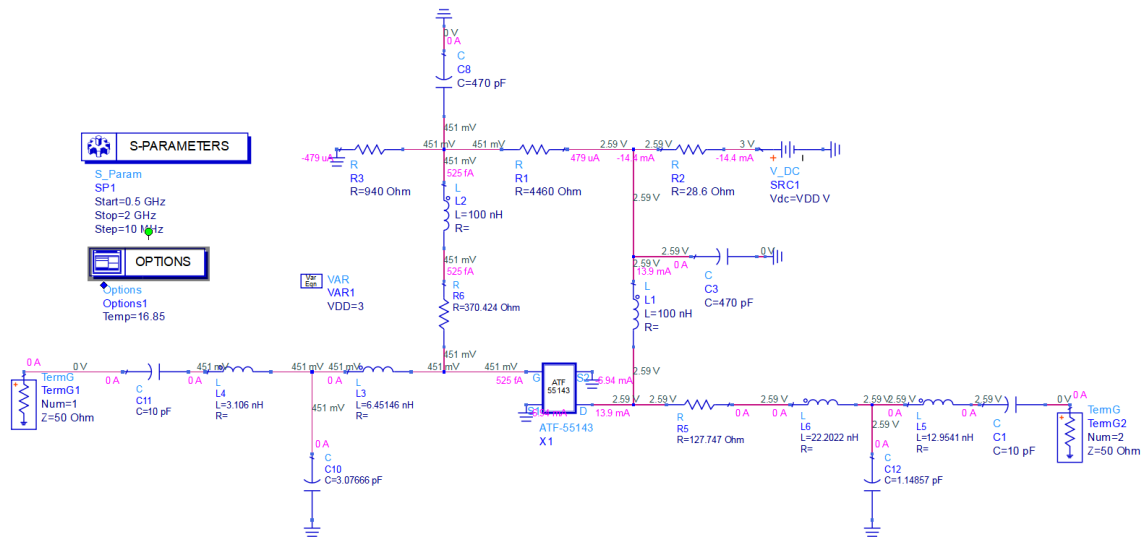 0 V
0 A
C
C8
C=470 pF
451 mV
-479 uA
451 mV
451 mV
R
R3
R=940 Ohm
R
R1
R=4460 Ohm
479 uA
2.59 V
2.59 V
-14.4 mA
-14.4 mA
3 V
R
R2
R=28.6 Ohm
V_DC
SRC1
Vdc=VDD V
S-PARAMETERS
S_Param
SP1
Start=0.5 GHz
Stop=2 GHz
Step=10 MHz
OPTIONS
Options
Options1
Temp=16.85
451 mV
525 fA
L
L2
L=100 nH
R=
451 mV
525 fA
R
R6
R=370.424 Ohm
451 mV
Var
Eqn
VAR
VAR1
VDD=3
2.59 V
2.59 V
0 A
0 V
C
C3
C=470 pF
2.59 V
13.9 mA
L
L1
L=100 nH
R=
2.59 V
0 A
0 V
TermG
TermG1
Num=1
Z=50 Ohm
0 A
C
C11
C=10 pF
451 mV
0 A
L
L4
L=3.106 nH
R=
451 mV
451 mV
0 A
L
L3
L=6.45146 nH
R=
451 mV
451 mV
0 A
C
C10
C=3.07666 pF
451 mV
525 fA
G
S2
S1
D
ATF
55143
ATF-55143
X1
-6.94 mA
13.9 mA
2.59 V
R
R5
R=127.747 Ohm
2.59 V
0 A
0 A
2.59 V
L
L6
L=22.2022 nH
R=
2.59 V
2.59 V
0 A
2.59 V
0 A
C
C12
C=1.14857 pF
L
L5
L=12.9541 nH
R=
2.59 V
0 A
C
C1
C=10 pF
0 V
0 A
TermG
TermG2
Num=2
Z=50 Ohm